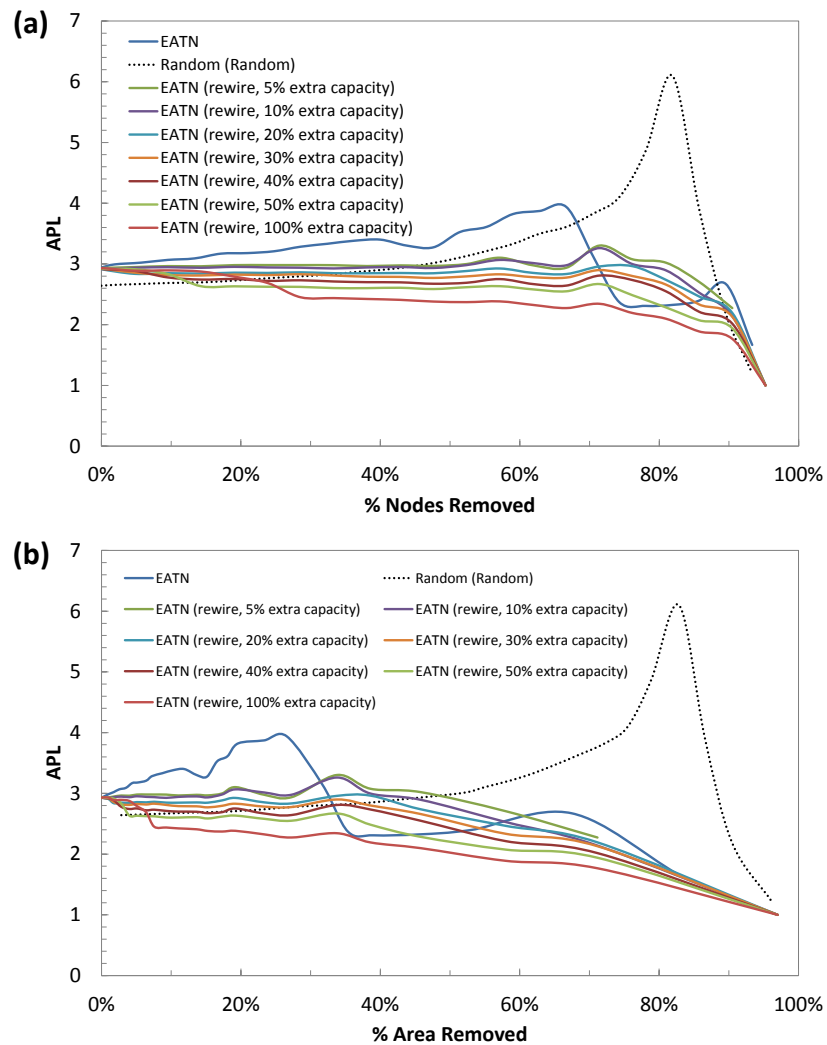 (a)
7
6
5
4
3
2
1
0
APL
EATN
Random (Random)
EATN (rewire, 5% extra capacity)
EATN (rewire, 10% extra capacity)
EATN (rewire, 20% extra capacity)
EATN (rewire, 30% extra capacity)
EATN (rewire, 40% extra capacity)
EATN (rewire, 50% extra capacity)
EATN (rewire, 100% extra capacity)
0% 20% 40% 60% 80% 100%
% Nodes Removed
(b)
7
6
5
4
3
2
1
0
APL
EATN Random (Random)
EATN (rewire, 5% extra capacity) EATN (rewire, 10% extra capacity)
EATN (rewire, 20% extra capacity) EATN (rewire, 30% extra capacity)
EATN (rewire, 40% extra capacity) EATN (rewire, 50% extra capacity)
EATN (rewire, 100% extra capacity)
0% 20% 40% 60% 80% 100%
% Area Removed